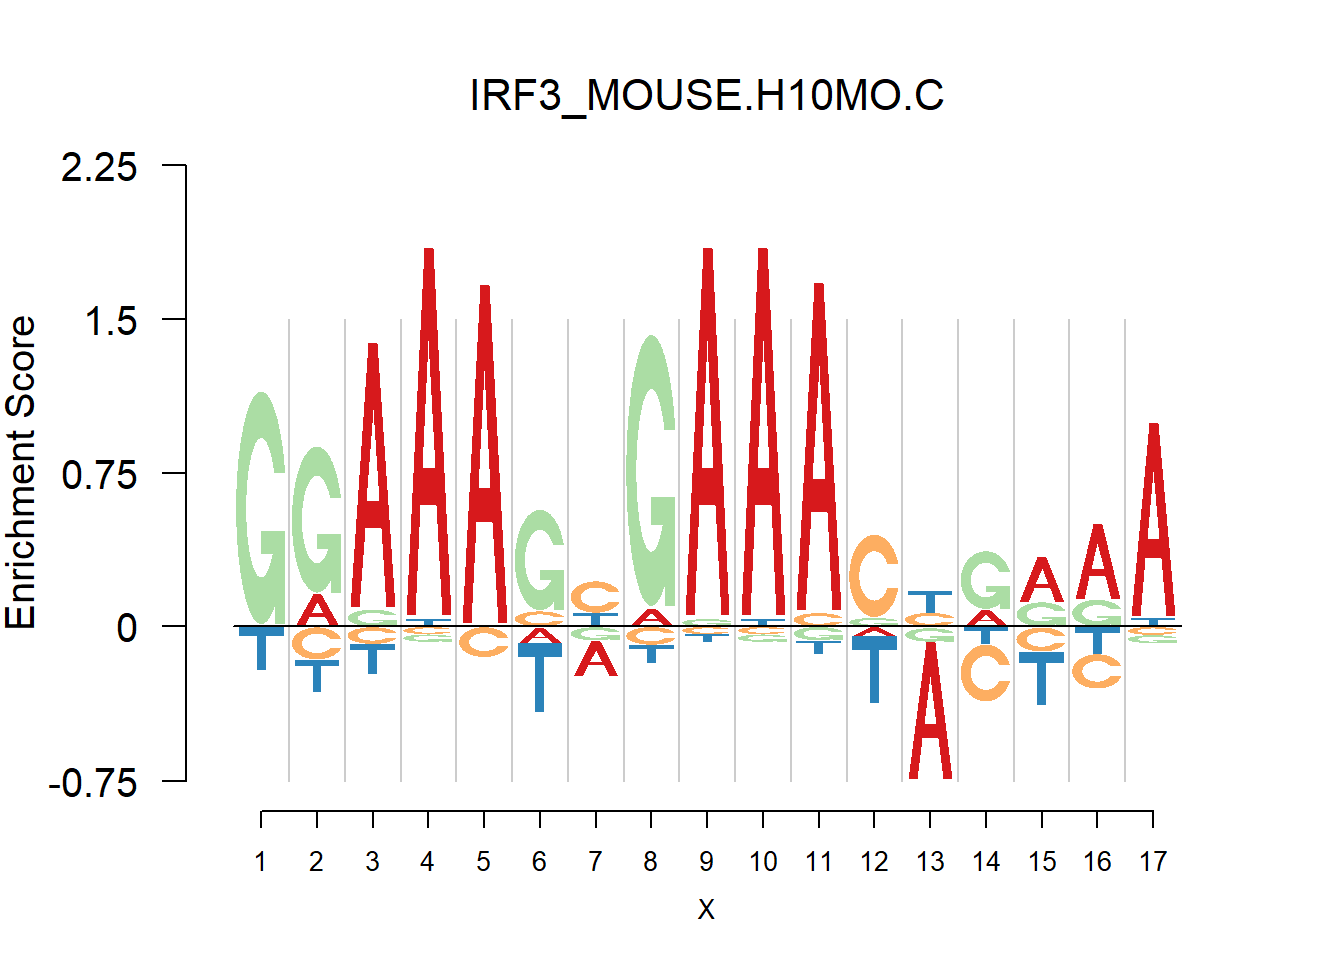 IRF3_MOUSE.H10MO.C
Enrichment Score
2.25
1.5
0.75
0
-0.75
G G A A A G C G A A A C T G A A A
A G C T A T C A G G
T C C T C C A G C C T C A G C T C C T C
T T T A T T T A C T C
1 2 3 4 5 6 7 8 9 10 11 12 13 14 15 16 17
X